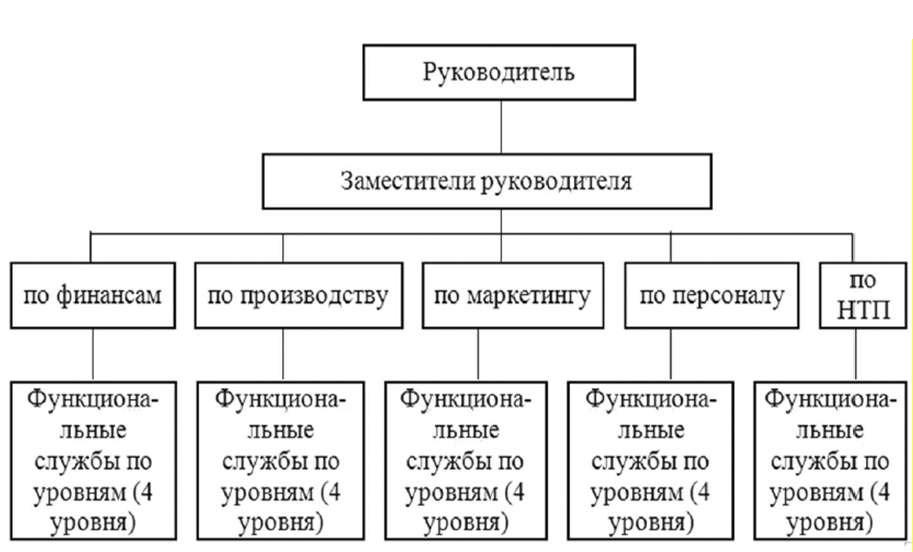 Руководитель
Заместители руководителя
по финансам
по производству
по маркетингу
по персоналу
по
НТП
Функциона-
льные
службы по
уровням (4
уровня)
Функциона-
льные
службы по
уровням (4
уровня)
Функциона-
льные
службы по
уровням (4
уровня)
Функциона-
льные
службы по
уровням (4
уровня)
Функциона-
льные
службы по
уровням (4
уровня)